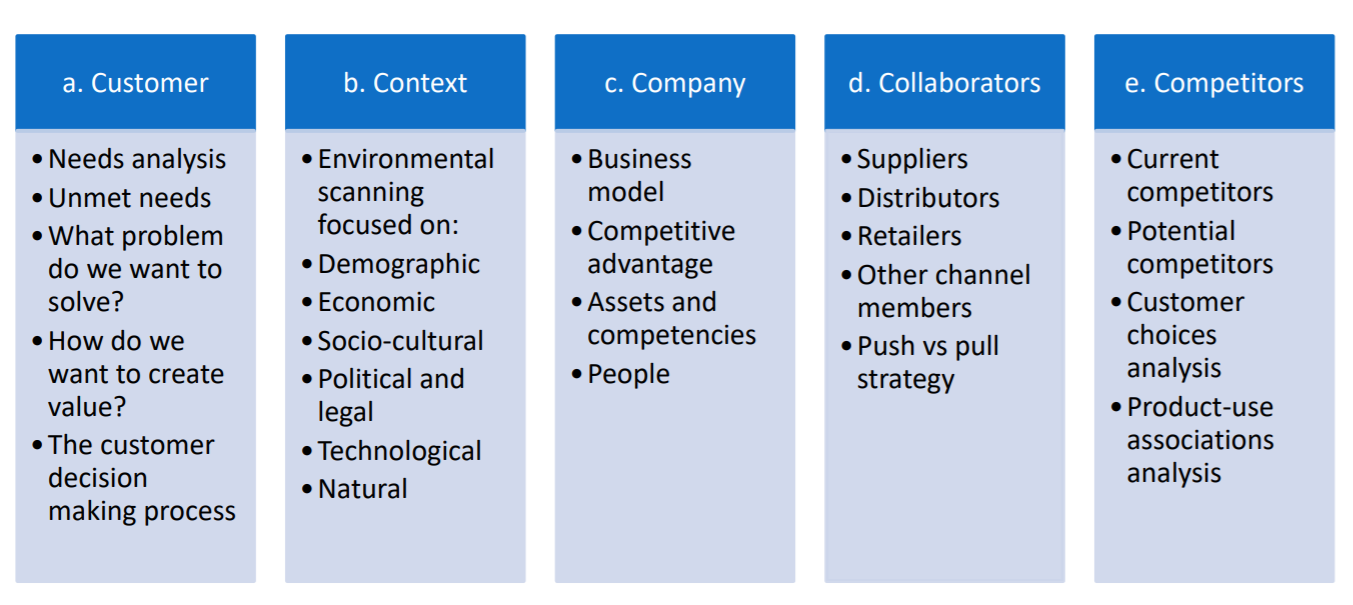 a. Customer
• Needs analysis
• Unmet needs
• What problem
do we want to
solve?
• How do we
want to create
value?
• The customer
decision
making process
b. Context
• Environmental
scanning
focused on:
• Demographic
• Economic
• Socio-cultural
• Political and
legal
• Technological
• Natural
c. Company
• Business
model
• Competitive
advantage
• Assets and
competencies
• People
d. Collaborators
• Suppliers
• Distributors
• Retailers
• Other channel
members
• Push vs pull
strategy
e. Competitors
• Current
competitors
• Potential
competitors
• Customer
choices
analysis
• Product-use
associations
analysis